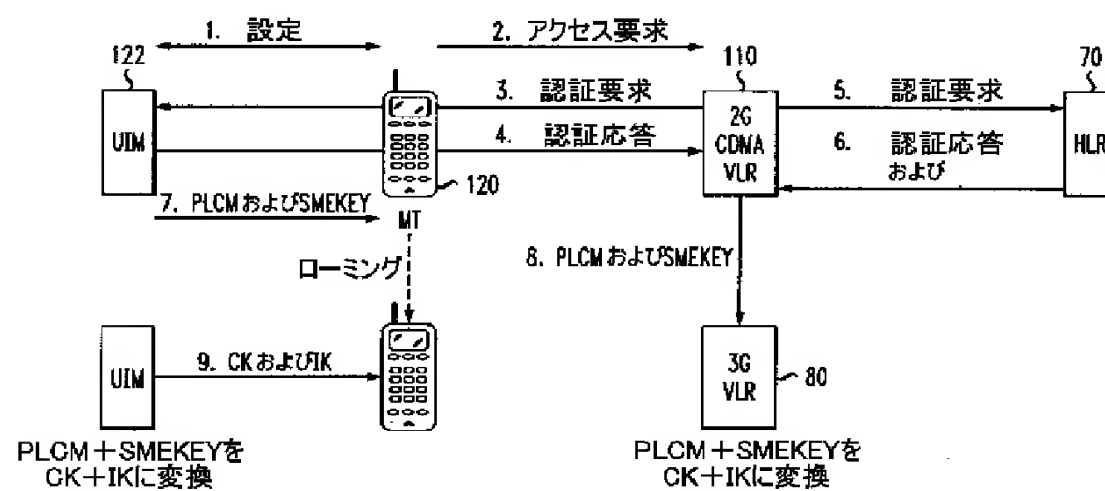 1. 設定
2. アクセス要求
122
110
70
3. 認証要求
5. 認証要求
UIM
2G
CDMA
VLR
HLR
4. 認証応答
6. 認証応答
および
120
7. PLCMおよびSMEKEY
MT
ローミング
8. PLCMおよびSMEKEY
UIM
9. CKおよびIK
3G
VLR
80
PLCM+SMEKEYを
CK+IKに変換
PLCM+SMEKEYを
CK+IKに変換